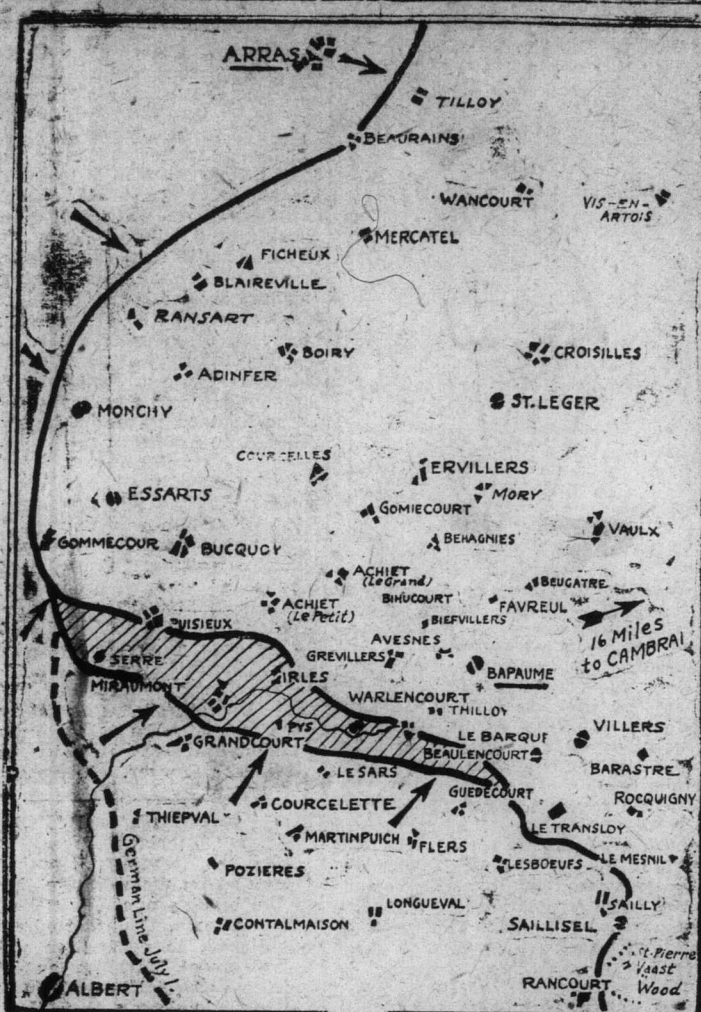 ARRAS
TILLOY
BEAURAINS
WANCOURT
VIS-EN-
ARTOIS
MERCATEL
FICHEUX
BLAIREVILLE
RANSART
BOIRY
CROISILLES
ADINFER
MONCHY
ST. LEGER
COURCELLES
ERVILLERS
ESSARTS
MORY
GOMIECOURT
VAULX
GOMMECOUR
BUCQUOY
BEHAGNIES
ACHIET
(Le Grand)
BIHUCOURT
BEUGATRE
ACHIET
(Le Petit)
FAVREUIL
BIEFVILLERS
16 Miles
to CAMBRAI
PUISIEUX
AVESNES
SERRE
GREVILLERS
BAPAUME
MIRAUMONT
IRLES
WARLENCOURT
THILLOY
PYS
LE BARQUE
VILLERS
GRANDCOURT
BEAULENCOURT
BARASTRE
LE SARS
GUEDECOURT
ROCQUIGNY
COURCELETTE
THIEPVAL
LE TRANSLOY
MARTINPUICH
FLERS
LE MESNIL
POZIERES
LESBOEUFS
German Line July 1.
LONGUEVAL
SAILLY
CONTALMAISON
SAILLISEL
St. Pierre
Vaast
Wood
ALBERT
RANCOURT